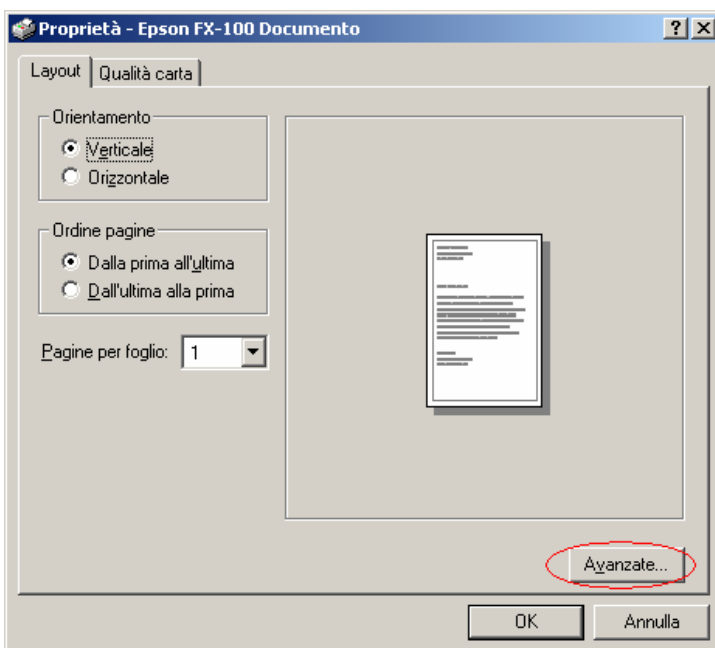 Proprietà - Epson FX-100 Documento
Layout
Qualità carta
Orientamento
Verticale
Orizzontale
Ordine pagine
Dalla prima all'ultima
Dall'ultima alla prima
Pagine per foglio: 1
Avanzate...
OK
Annulla